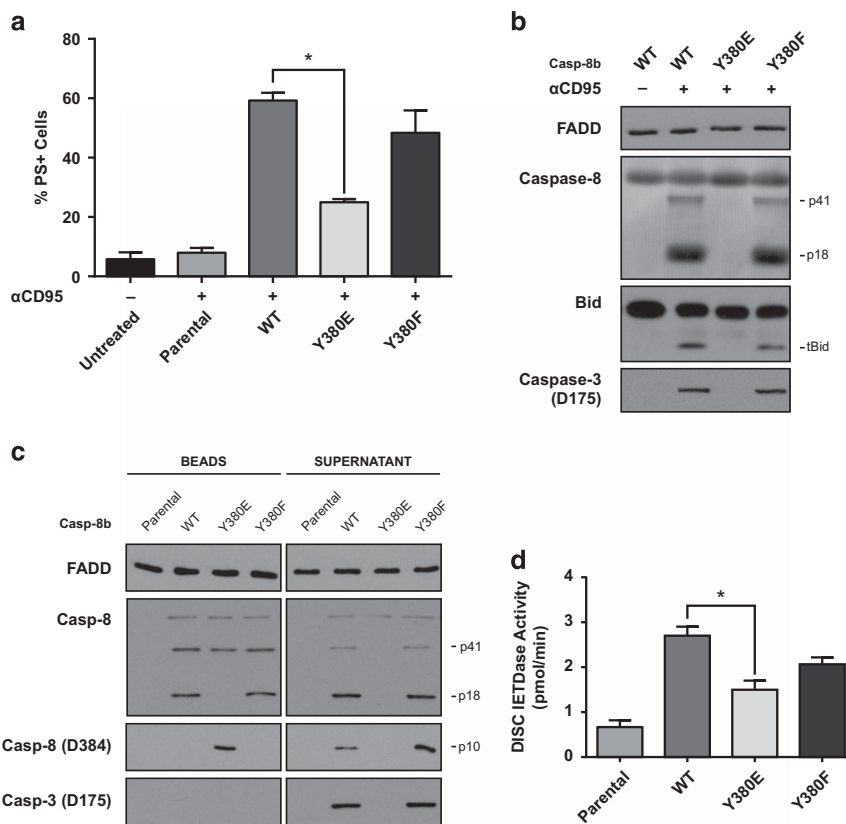 a
80
60
40
20
0
% PS+ Cells
*
αCD95 – + + + +
Untreated Parental WT Y380E Y380F
b
Casp-8b WT WT Y380E Y380F
αCD95 – + + +
FADD
Caspase-8
- p41
- p18
Bid
- tBid
Caspase-3
(D175)
c
BEADS SUPERNATANT
Casp-8b Parental WT Y380E Y380F Parental WT Y380E Y380F
FADD
Casp-8
- p41
- p18
Casp-8 (D384)
- p10
Casp-3 (D175)
d
4
3
2
1
0
DISC IETDase Activity
(pmol/min)
*
Parental WT Y380E Y380F